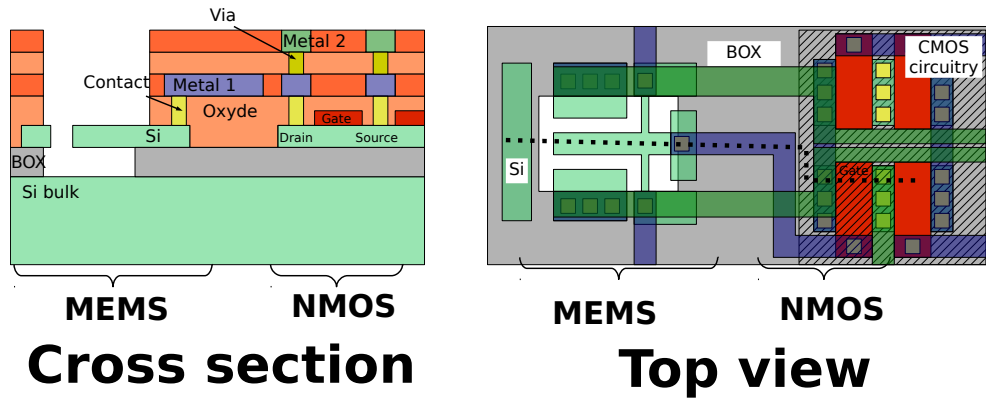 Via
Metal 2
Contact
Metal 1
Oxyde
Gate
Si
Drain
Source
BOX
Si bulk
MEMS
NMOS
Cross section
BOX
CMOS
circuitry
Si
Gate
MEMS
NMOS
Top view